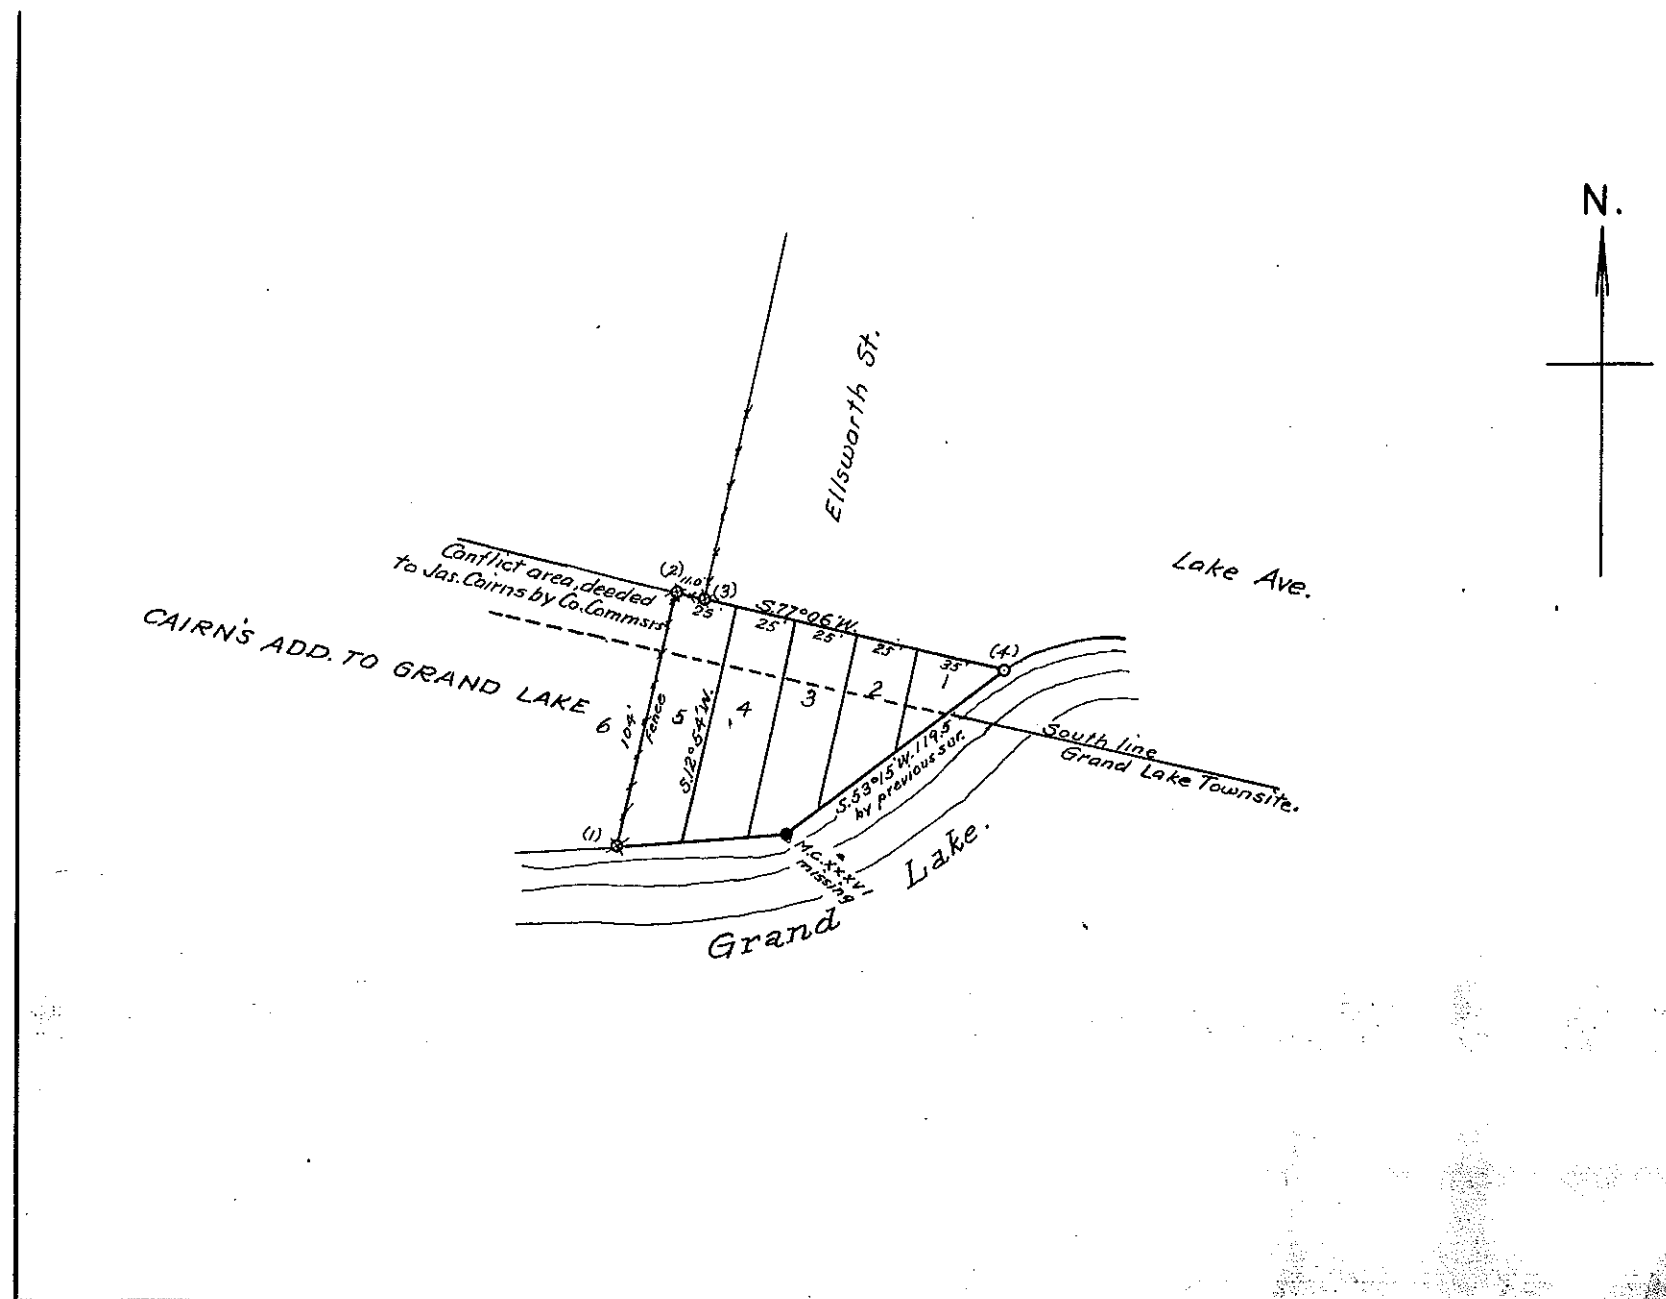 N.
Ellsworth St.
Lake Ave.
Conflict area, deeded
to Jas. Cairns by Co. Commsrs.
(2)
11.0'
(3)
S.77°06'W.
25'
25'
25'
25'
35'
(4)
CAIRN'S ADD. TO GRAND LAKE
6
104'
fence
5
S.12°54'W.
4
3
2
1
S.53°15'W. 119.5
by previous sur.
South line
Grand Lake Townsite.
(1)
M.C. XXXVI
missing
Grand Lake.